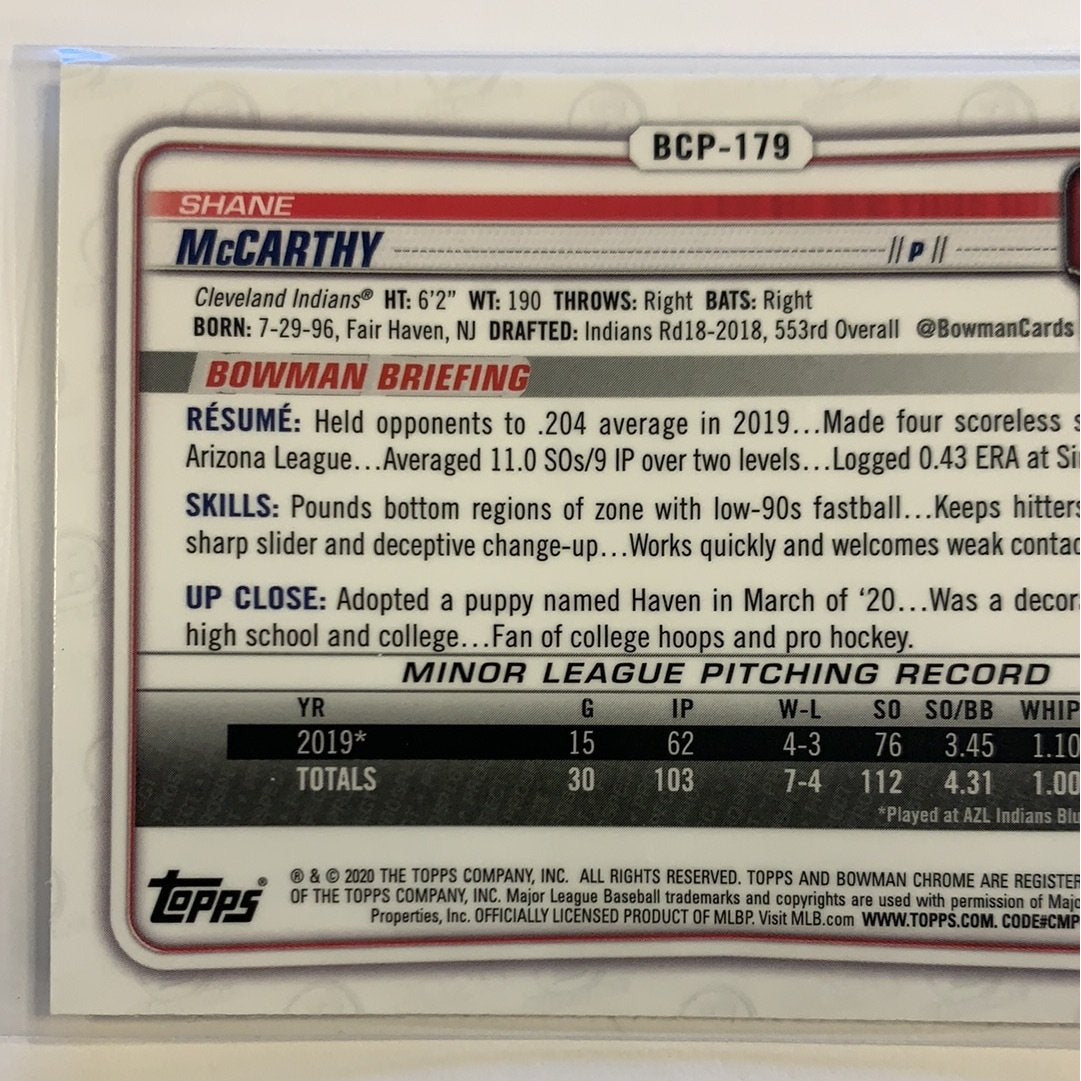 BCP-179
SHANE
McCARTHY //P//
Cleveland Indians® HT: 6'2" WT: 190 THROWS: Right BATS: Right
BORN: 7-29-96, Fair Haven, NJ DRAFTED: Indians Rd18-2018, 553rd Overall @BowmanCards
BOWMAN BRIEFING
RÉSUMÉ: Held opponents to .204 average in 2019...Made four scoreless
Arizona League...Averaged 11.0 SOs/9 IP over two levels...Logged 0.43 ERA at
SKILLS: Pounds bottom regions of zone with low-90s fastball...Keeps hitters
sharp slider and deceptive change-up...Works quickly and welcomes weak
UP CLOSE: Adopted a puppy named Haven in March of ‘20...Was a
high school and college...Fan of college hoops and pro hockey.
MINOR LEAGUE PITCHING RECORD
YR G IP W-L SO SO/BB WHIP
2019* 15 62 4-3 76 3.45 1.10
TOTALS 30 103 7-4 112 4.31 1.00
*Played at AZL Indians
TOPPS® ® & © 2020 THE TOPPS COMPANY, INC. ALL RIGHTS RESERVED. TOPPS AND BOWMAN CHROME ARE
OF THE TOPPS COMPANY, INC. Major League Baseball trademarks and copyrights are used with permission of
Properties, Inc. OFFICIALLY LICENSED PRODUCT OF MLBP. Visit MLB.com WWW.TOPPS.COM. CODE#CMP